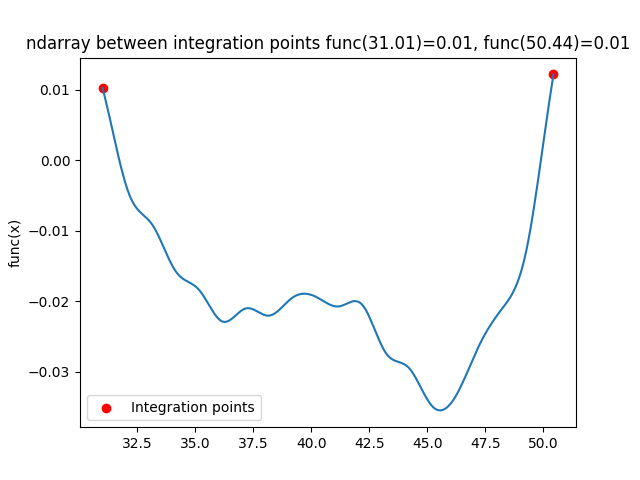 ndarray between integration points func(31.01)=0.01, func(50.44)=0.01
0.01
0.00
−0.01
−0.02
−0.03
func(x)
Integration points
32.5 35.0 37.5 40.0 42.5 45.0 47.5 50.0